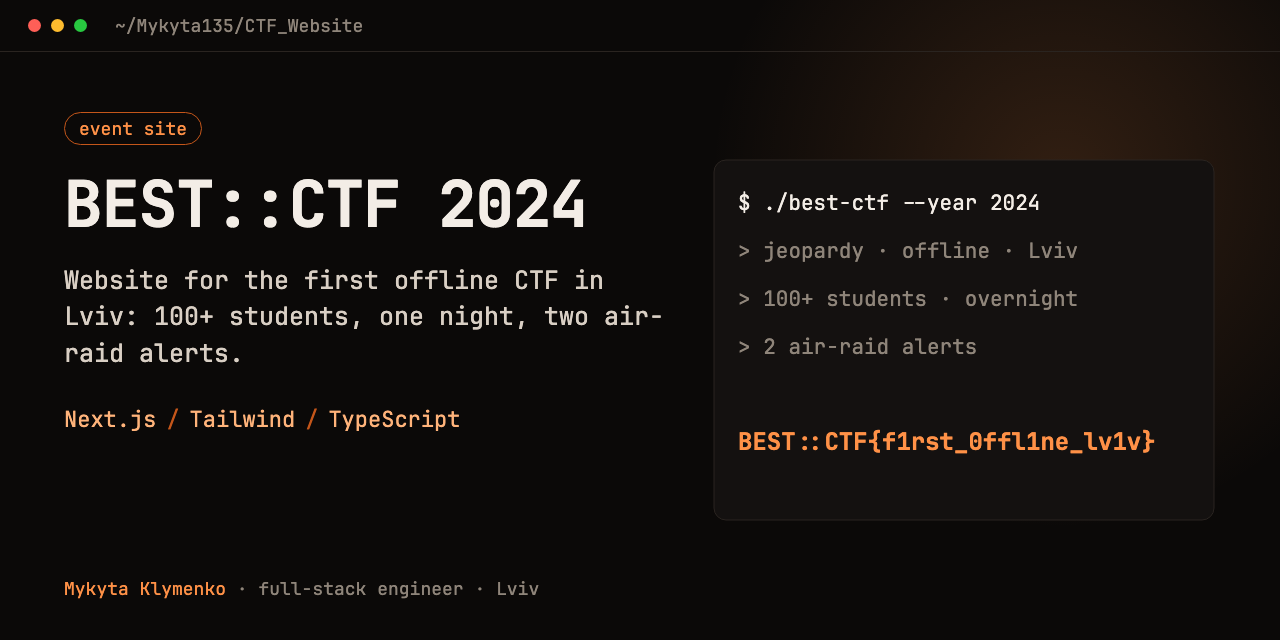 ~/Mykyta135/CTF_Website
event site
BEST::CTF 2024
Website for the first offline CTF in
Lviv: 100+ students, one night, two air-
raid alerts.
Next.js / Tailwind / TypeScript
$ ./best-ctf --year 2024
> jeopardy · offline · Lviv
> 100+ students · overnight
> 2 air-raid alerts
BEST::CTF{f1rst_0ffl1ne_lv1v}
Mykyta Klymenko · full-stack engineer · Lviv